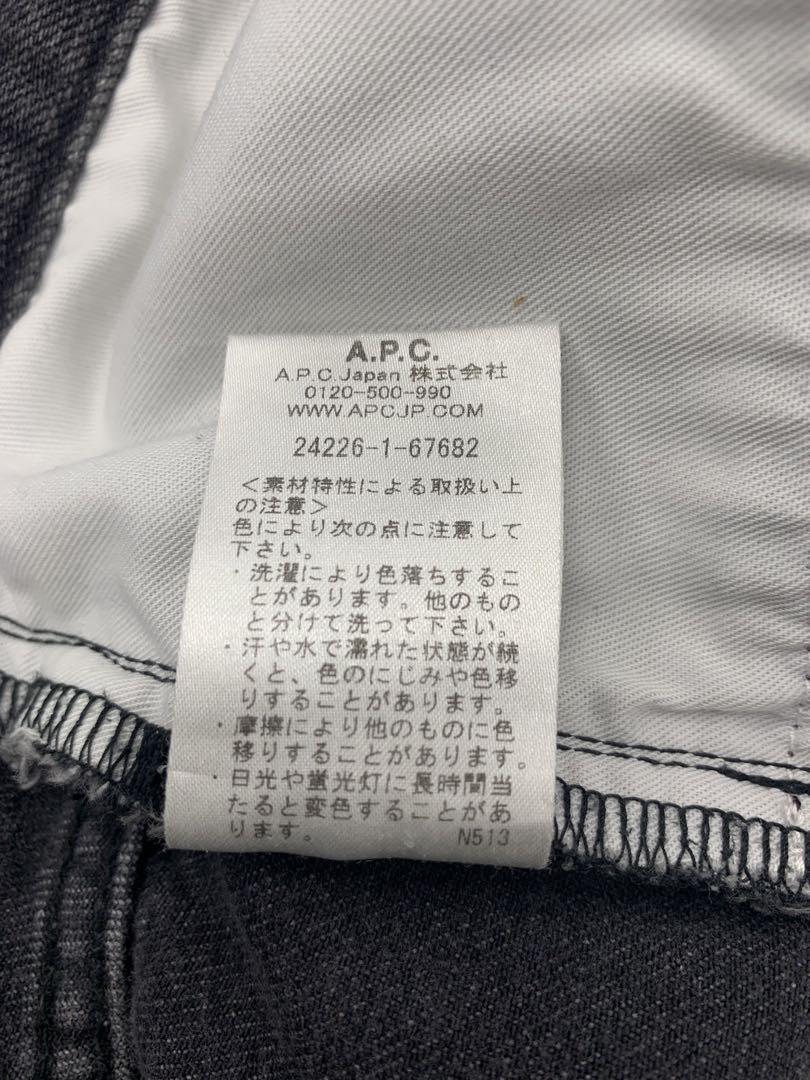 A.P.C.
A.P.C.Japan 株式会社
0120-500-990
WWW.APCJP.COM
24226-1-67682
＜素材特性による取扱い上
の注意＞
色により次の点に注意して
下さい。
・洗濯により色落ちするこ
とがあります。他のもの
と分けて洗って下さい。
・汗や水で濡れた状態が続
くと、色のにじみや色移
りすることがあります。
・摩擦により他のものに色
移りすることがあります。
・日光や蛍光灯に長時間当
たると変色することがあ
ります。 N513